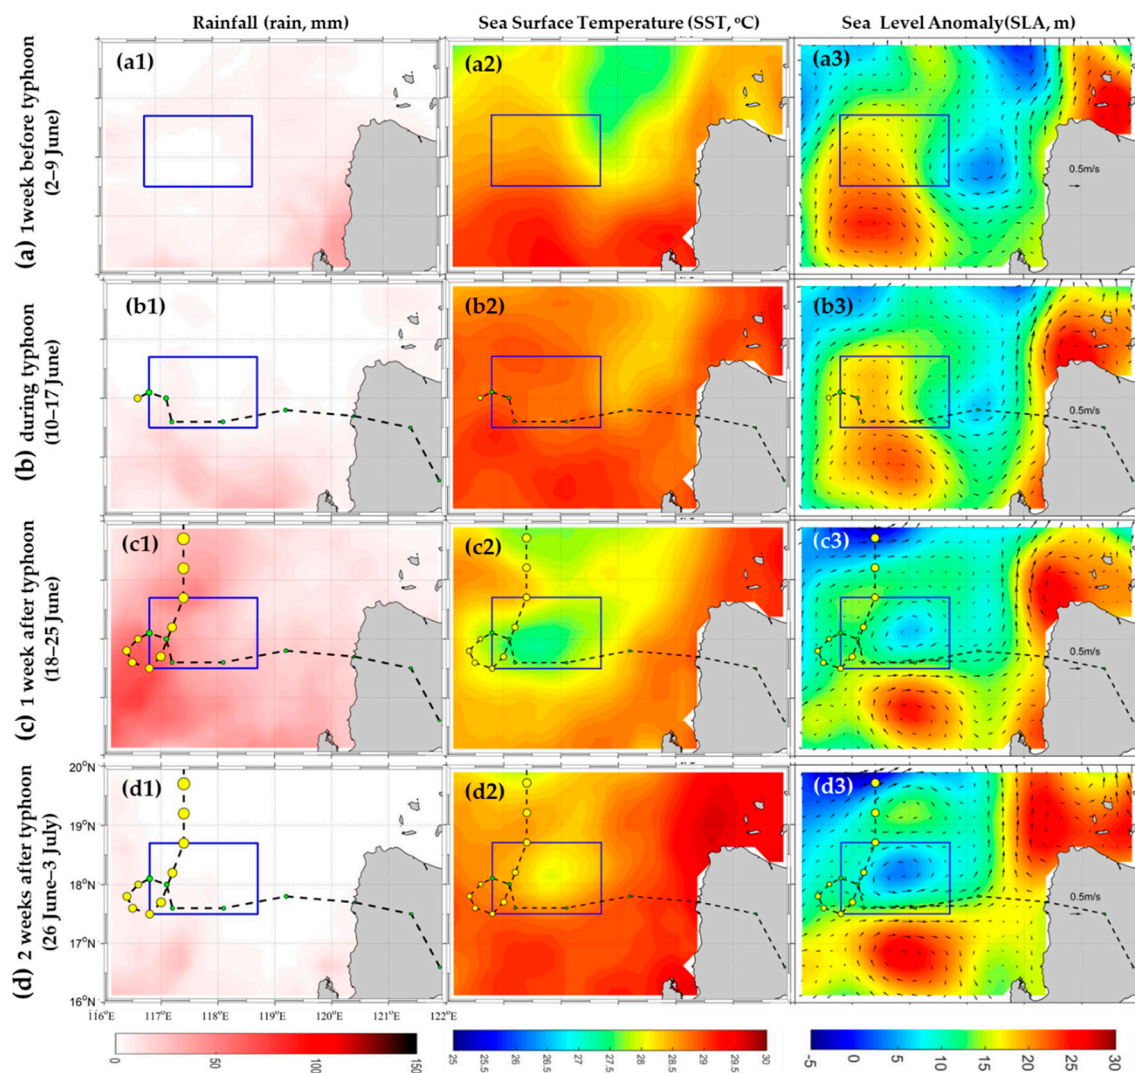 Rainfall (rain, mm)
Sea Surface Temperature (SST, °C)
Sea Level Anomaly(SLA, m)
(a) 1week before typhoon
(2–9 June)
(a1)
(a2)
(a3)
0.5m/s
(b) during typhoon
(10–17 June)
(b1)
(b2)
(b3)
0.5m/s
(c) 1 week after typhoon
(18–25 June)
(c1)
(c2)
(c3)
0.5m/s
(d) 2 weeks after typhoon
(26 June–3 July)
(d1)
(d2)
(d3)
0.5m/s
20°N
19°N
18°N
17°N
16°N
116°E
117°E
118°E
119°E
120°E
121°E
122°E
0
50
100
150
25
25.5
26
26.5
27
27.5
28
28.5
29
29.5
30
-5
0
5
10
15
20
25
30